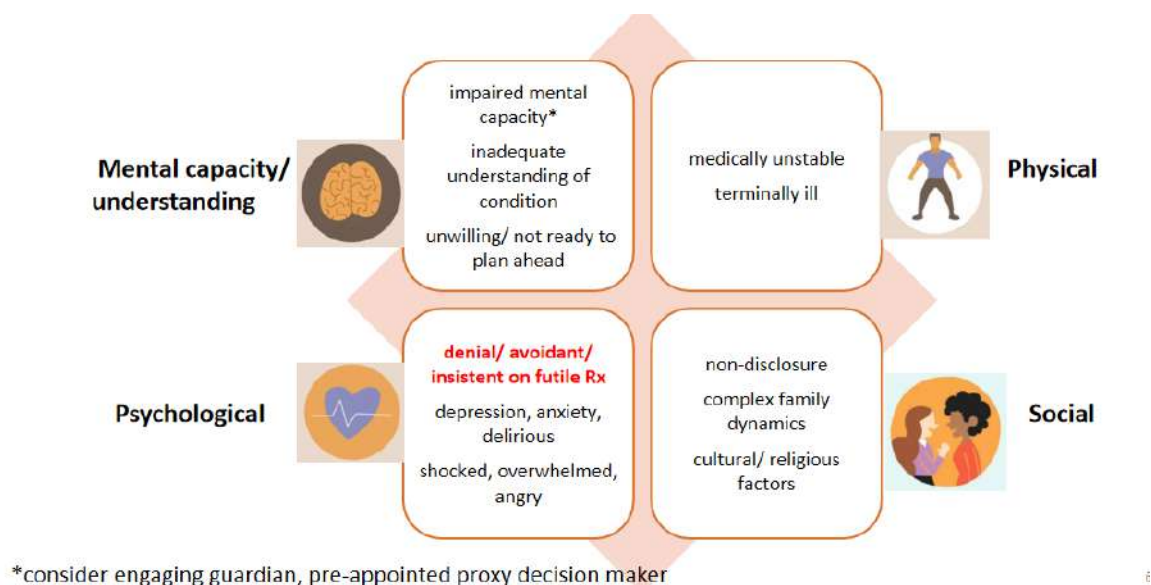 Mental capacity/
understanding
impaired mental
capacity*
inadequate
understanding of
condition
unwilling/ not ready to
plan ahead
medically unstable
terminally ill
Physical
Psychological
denial/ avoidant/
insistent on futile Rx
depression, anxiety,
delirious
shocked, overwhelmed,
angry
non-disclosure
complex family
dynamics
cultural/ religious
factors
Social
*consider engaging guardian, pre-appointed proxy decision maker